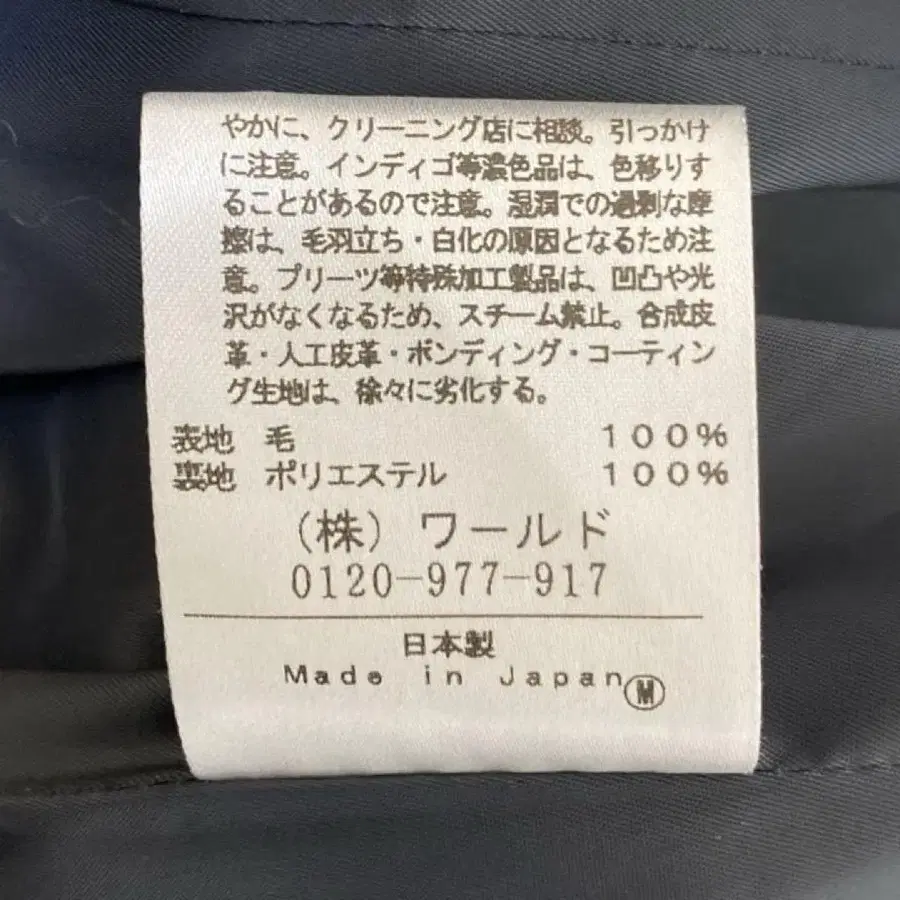 やかに、クリーニング店に相談。引っかけ
に注意。インディゴ等濃色品は、色移りす
ることがあるので注意。湿潤での過剰な摩
擦は、毛羽立ち・白化の原因となるため注
意。プリーツ等特殊加工製品は、凹凸や光
沢がなくなるため、スチーム禁止。合成皮
革・人工皮革・ボンディング・コーティン
グ生地は、徐々に劣化する。
表地 毛 100%
裏地 ポリエステル 100%
(株) ワールド
0120-977-917
日本製
Made in Japan Ⓜ